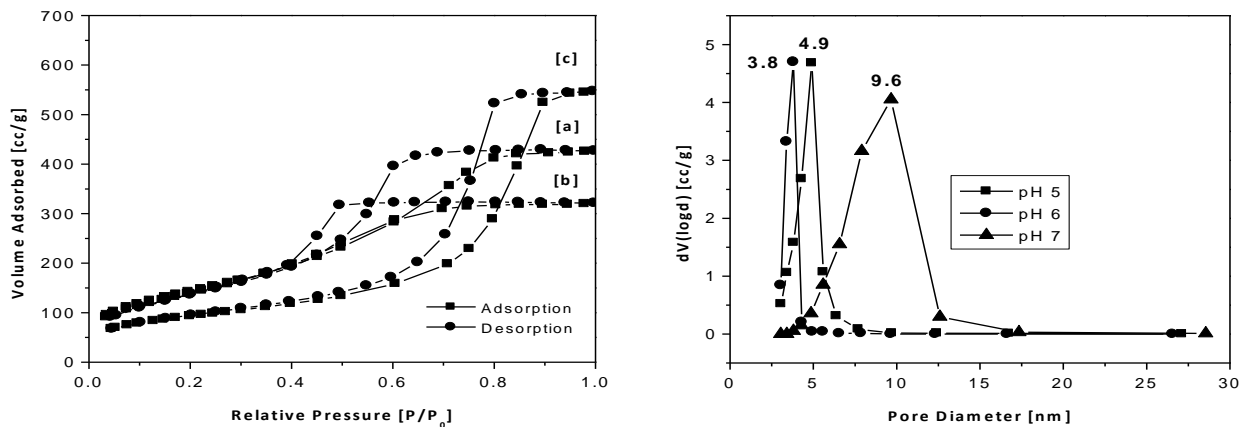 700
600
500
400
300
200
100
0
Volume Adsorbed [cc/g]
[c]
[a]
[b]
Adsorption
Desorption
0.0 0.2 0.4 0.6 0.8 1.0
Relative Pressure [P/P0]
5
4
3
2
1
0
dV(logd) [cc/g]
3.8
4.9
9.6
pH 5
pH 6
pH 7
0 5 10 15 20 25 30
Pore Diameter [nm]